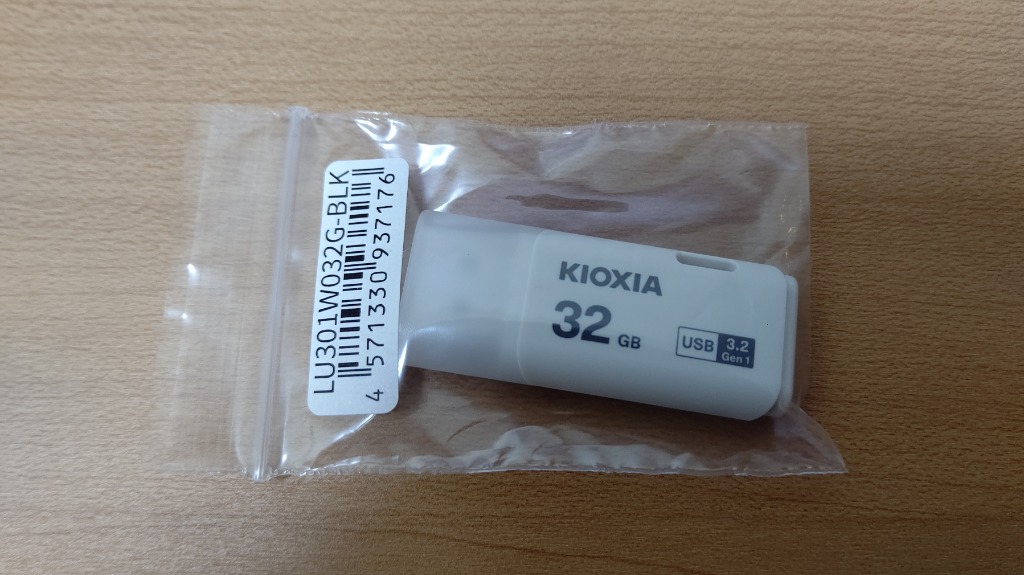 LU301W032G-BLK
4 571330 937176
KIOXIA
32 GB
USB 3.2
Gen 1